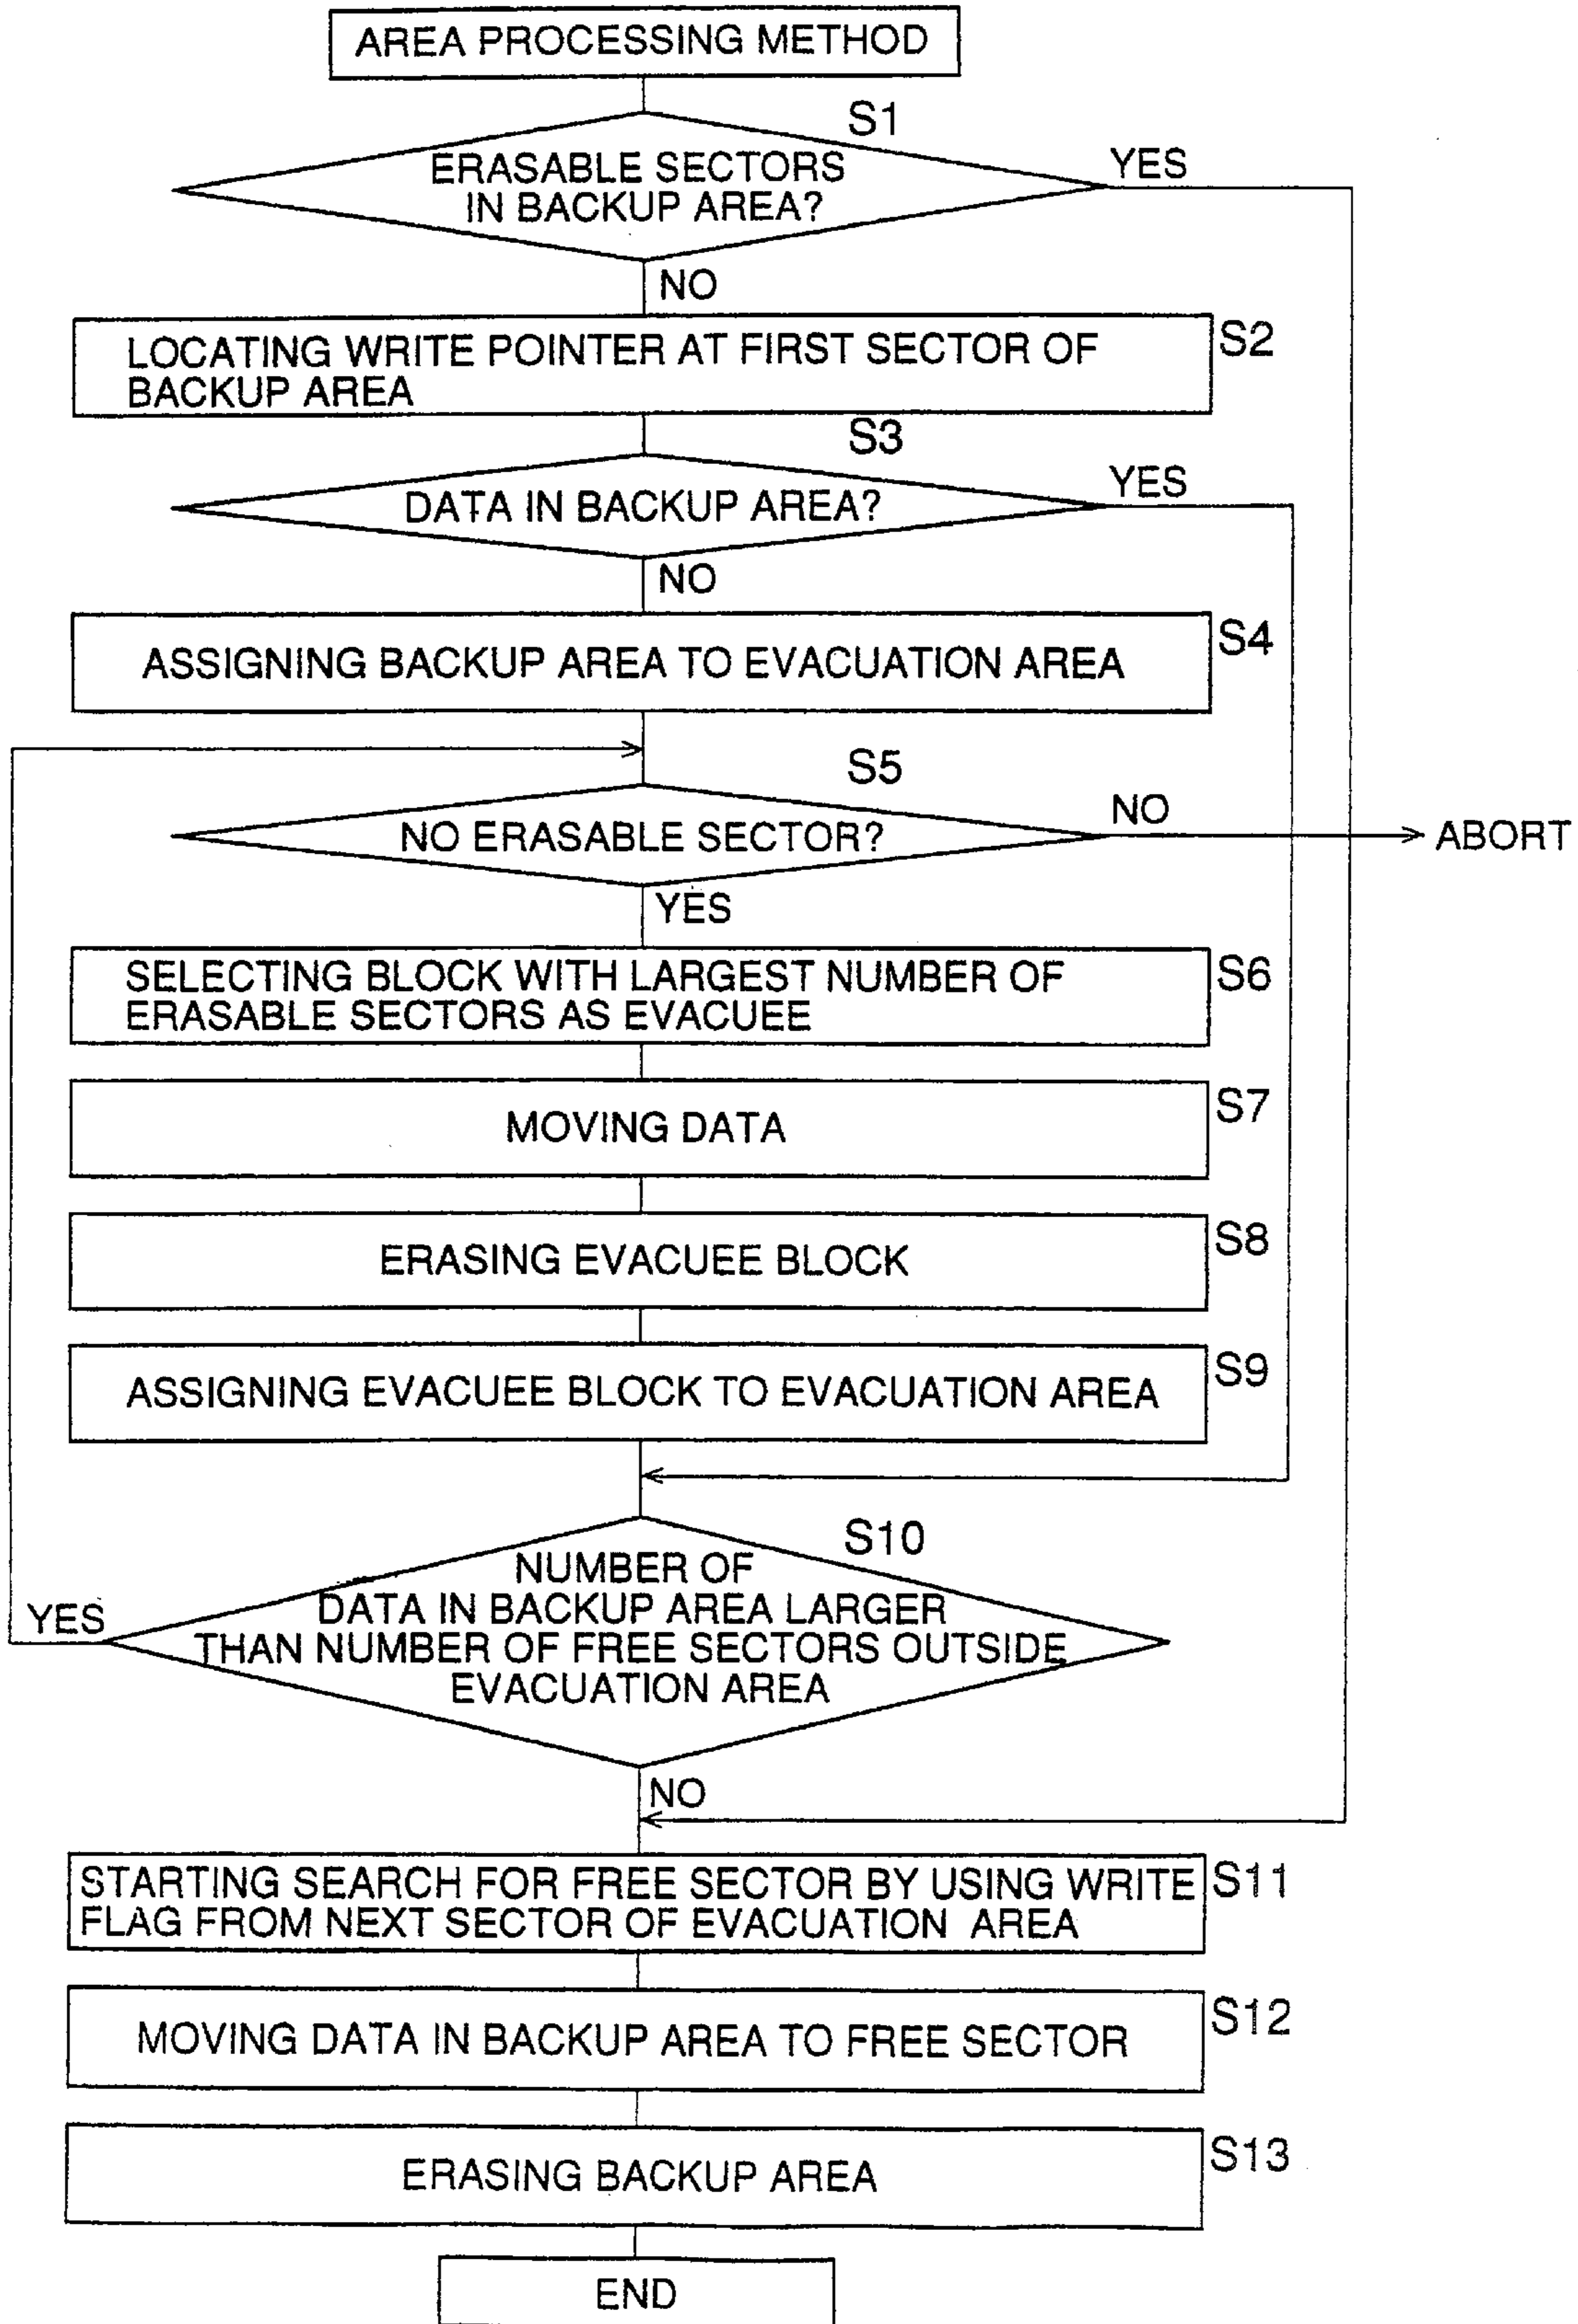 AREA PROCESSING METHOD
S1
ERASABLE SECTORS
IN BACKUP AREA?
YES
NO
LOCATING WRITE POINTER AT FIRST SECTOR OF
BACKUP AREA
S2
S3
DATA IN BACKUP AREA?
YES
NO
ASSIGNING BACKUP AREA TO EVACUATION AREA
S4
S5
NO ERASABLE SECTOR?
NO
ABORT
YES
SELECTING BLOCK WITH LARGEST NUMBER OF
ERASABLE SECTORS AS EVACUEE
S6
MOVING DATA
S7
ERASING EVACUEE BLOCK
S8
ASSIGNING EVACUEE BLOCK TO EVACUATION AREA
S9
S10
NUMBER OF
DATA IN BACKUP AREA LARGER
THAN NUMBER OF FREE SECTORS OUTSIDE
EVACUATION AREA
YES
NO
STARTING SEARCH FOR FREE SECTOR BY USING WRITE
FLAG FROM NEXT SECTOR OF EVACUATION AREA
S11
MOVING DATA IN BACKUP AREA TO FREE SECTOR
S12
ERASING BACKUP AREA
S13
END